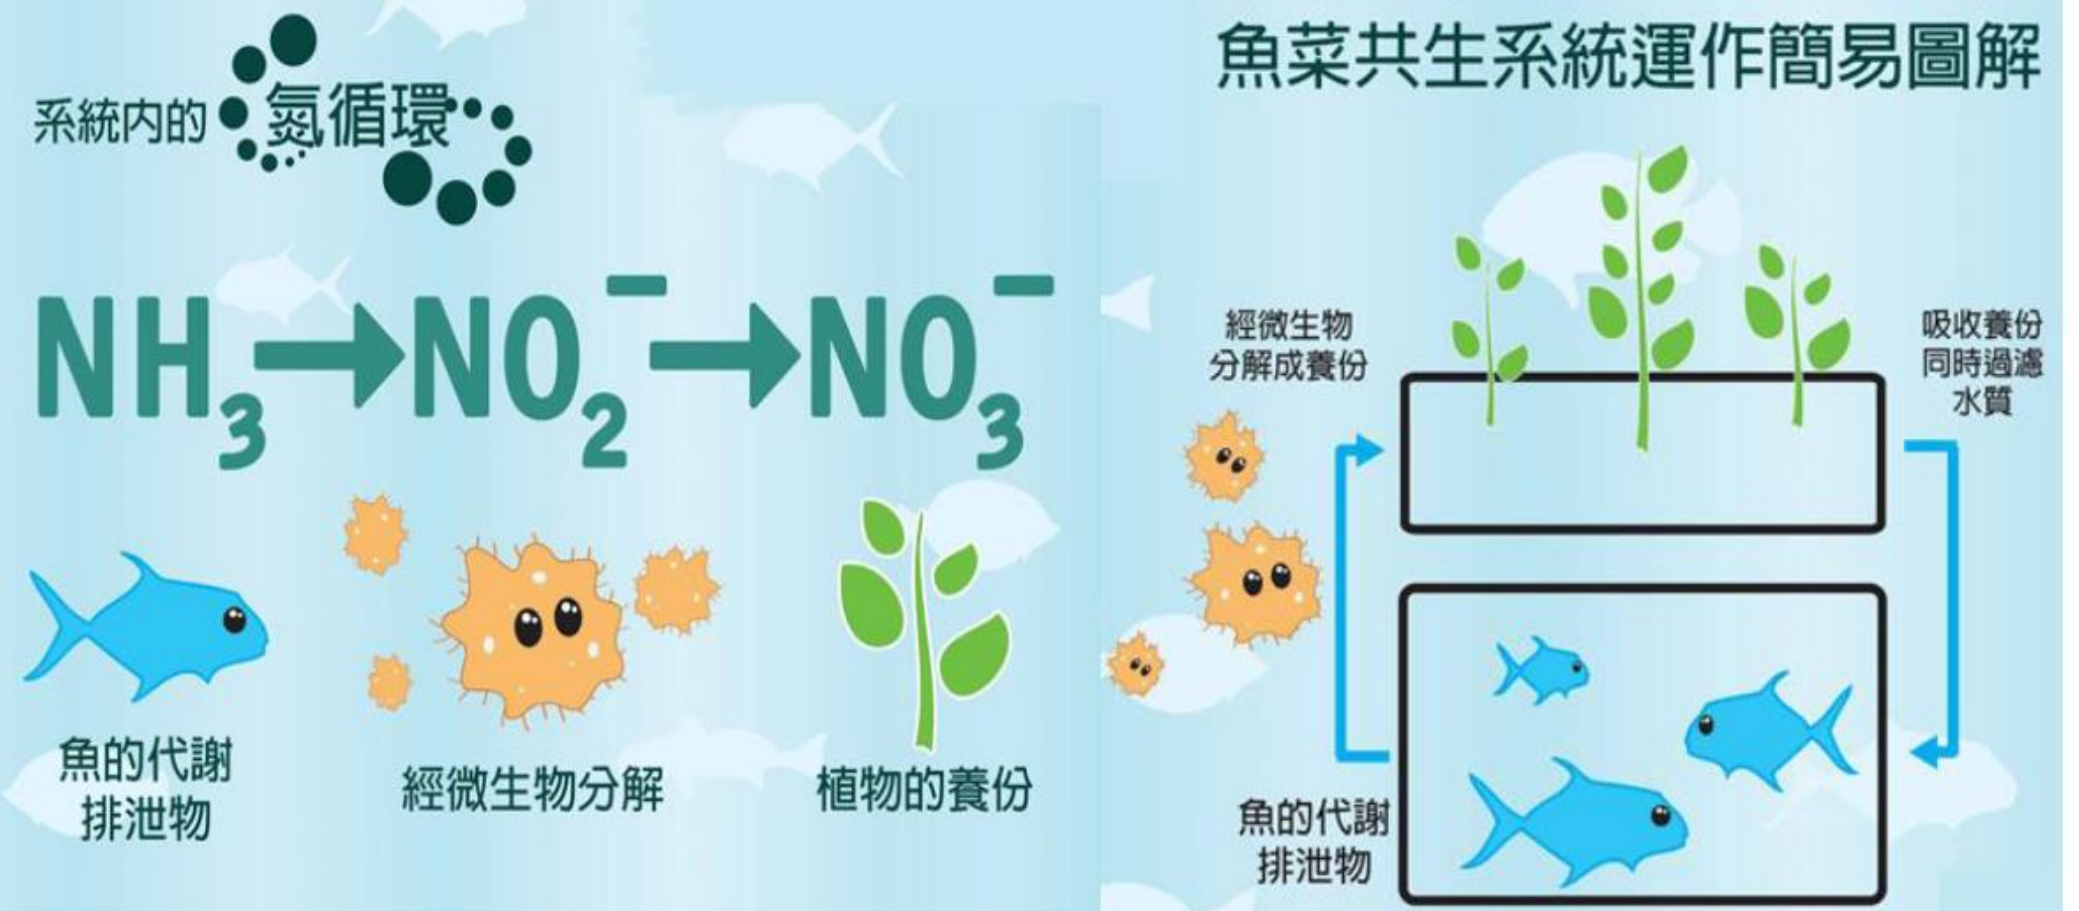 系統内的 氮循環
NH₃→NO₂⁻→NO₃⁻
魚的代謝
排泄物
經微生物分解
植物的養份
魚菜共生系統運作簡易圖解
經微生物
分解成養份
吸收養份
同時過濾
水質
魚的代謝
排泄物